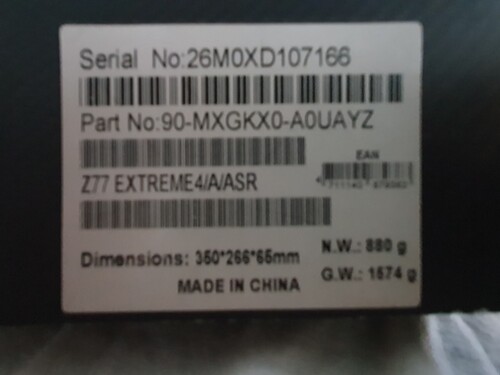 Serial No:26M0XD107166
Part No:90-MXGKX0-A0UAYZ
EAN
Z77 EXTREME4/A/ASR
Dimensions: 350*266*65mm
N.W.: 880 g
MADE IN CHINA
G.W.: 1574 g